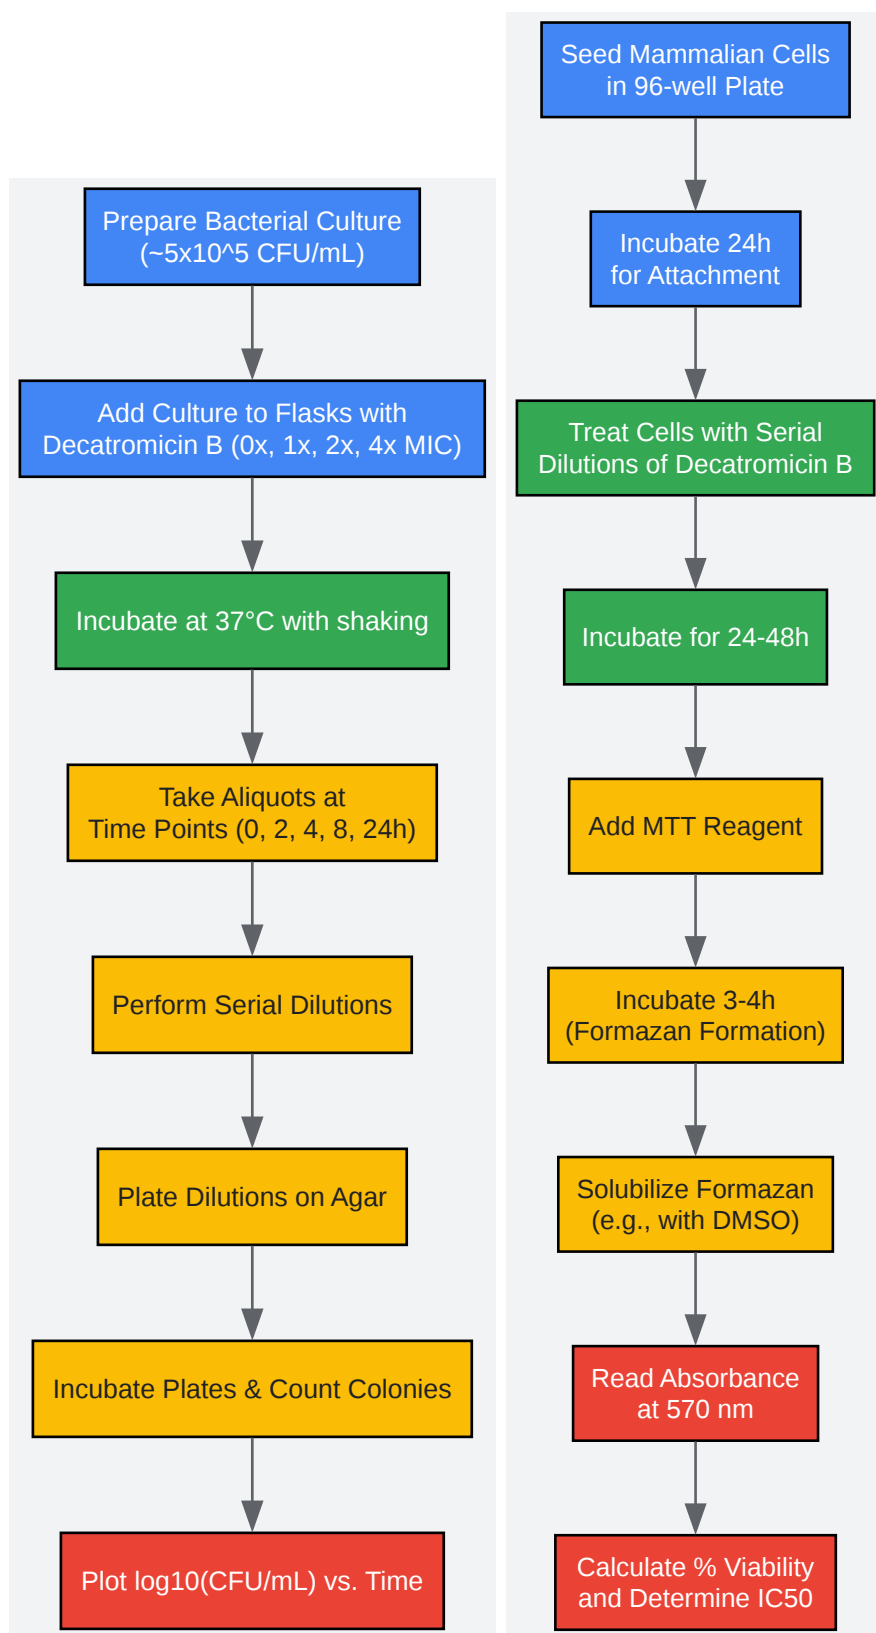 Prepare Bacterial Culture
(~5x10^5 CFU/mL)
Add Culture to Flasks with
Decatromicin B (0x, 1x, 2x, 4x MIC)
Incubate at 37°C with shaking
Take Aliquots at
Time Points (0, 2, 4, 8, 24h)
Perform Serial Dilutions
Plate Dilutions on Agar
Incubate Plates & Count Colonies
Plot log10(CFU/mL) vs. Time
Seed Mammalian Cells
in 96-well Plate
Incubate 24h
for Attachment
Treat Cells with Serial
Dilutions of Decatromicin B
Incubate for 24-48h
Add MTT Reagent
Incubate 3-4h
(Formazan Formation)
Solubilize Formazan
(e.g., with DMSO)
Read Absorbance
at 570 nm
Calculate % Viability
and Determine IC50